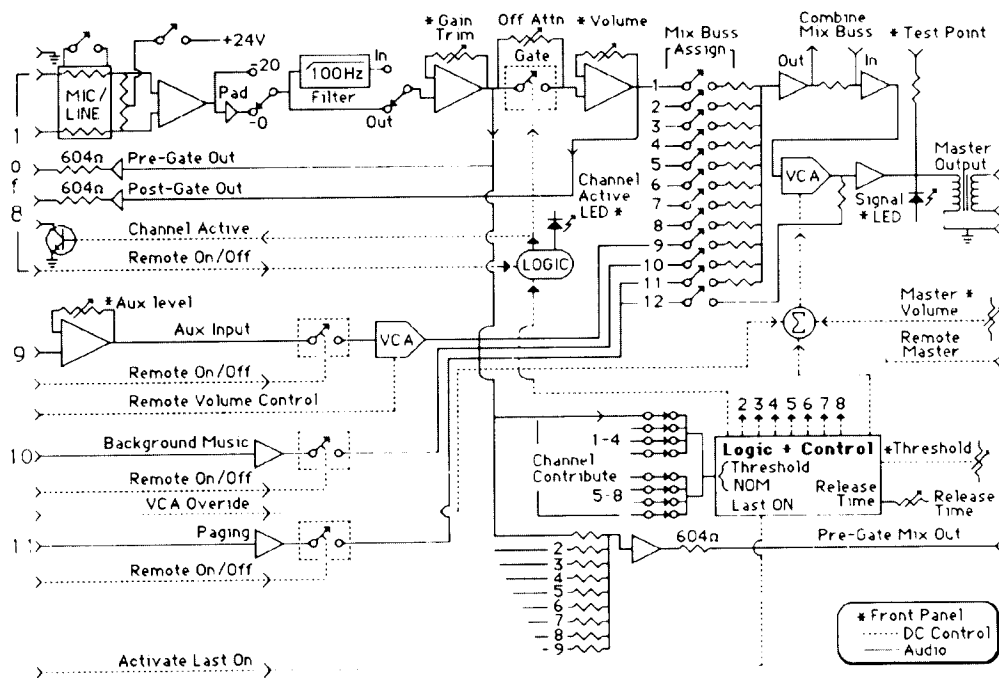 +24V
-20
Pad
-0
MIC/
LINE
100Hz
Filter
In
Out
* Gain
Trim
Off Attn
Gate
* Volume
Mix Buss
Assign
Combine
Mix Buss
Out
In
* Test Point
1
o
f
8
604Ω
Pre-Gate Out
604Ω
Post-Gate Out
Channel Active
Remote On/Off
Channel
Active
LED *
LOGIC
1
2
3
4
5
6
7
8
9
10
11
12
VCA
Signal
* LED
Master
Output
* Aux level
9
Aux Input
VCA
Remote On/Off
Remote Volume Control
Σ
Master *
Volume
Remote
Master
10
Background Music
Remote On/Off
VCA Override
11
Paging
Remote On/Off
Channel
Contribute
1-4
5-8
2 3 4 5 6 7 8
Logic + Control
Threshold
NOM
Last ON
Release
Time
*Threshold
Release
Time
604Ω
Pre-Gate Mix Out
2
3
4
5
6
7
8
9
Activate Last On
* Front Panel
DC Control
Audio